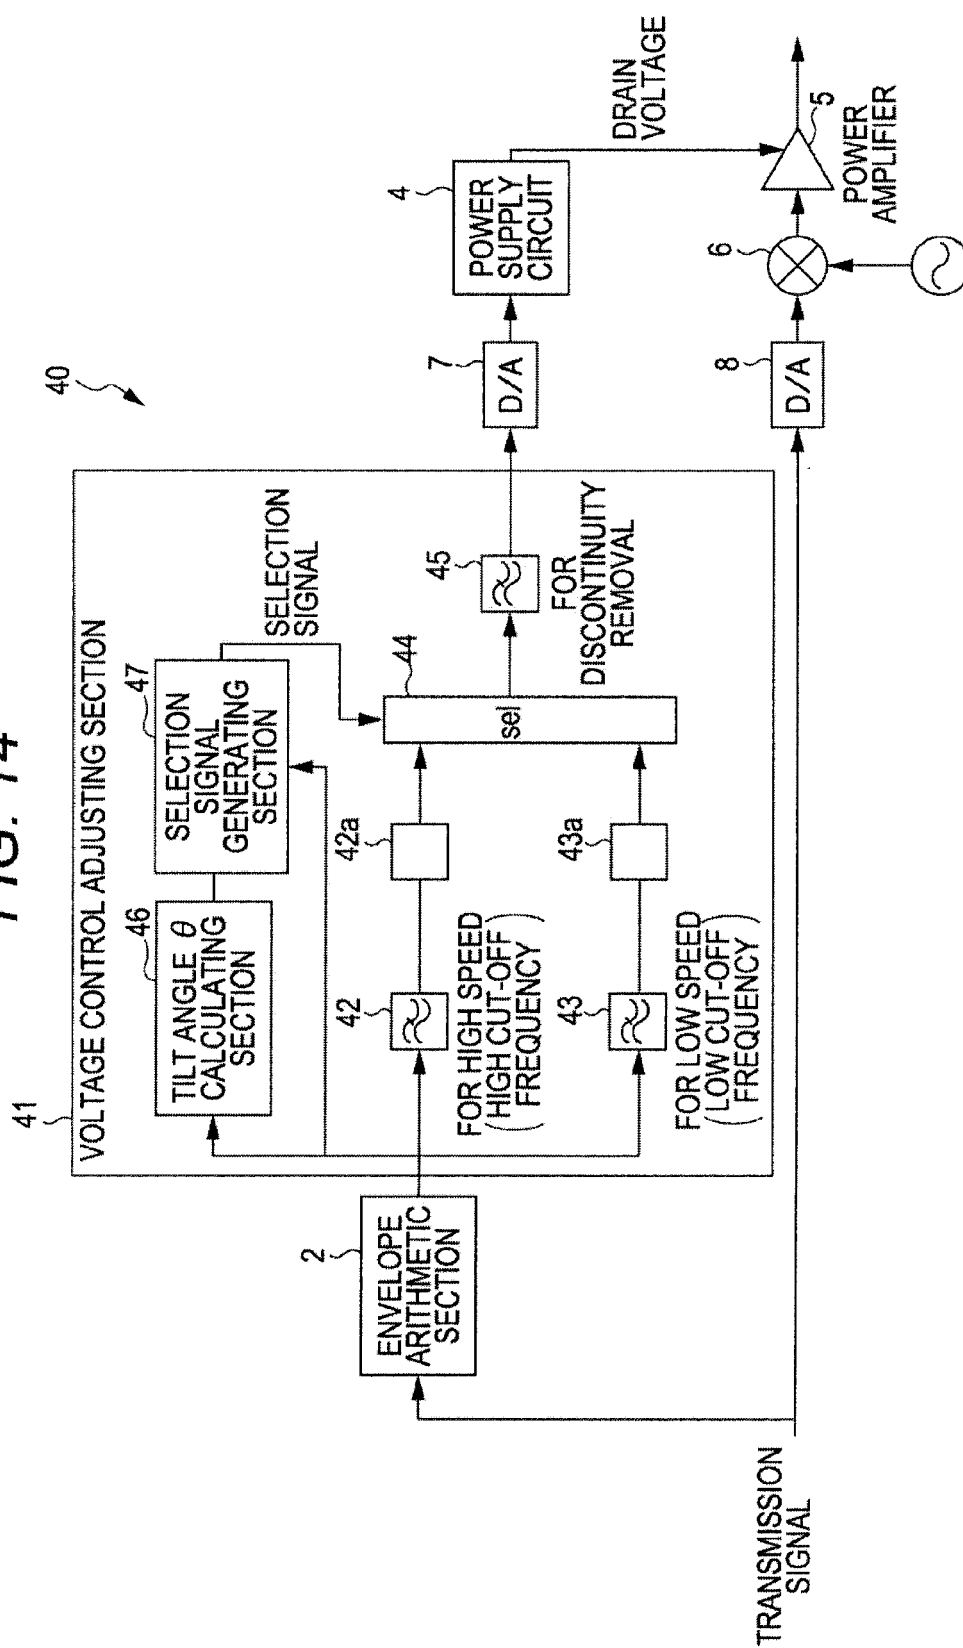 FIG. 14
40
41
VOLTAGE CONTROL ADJUSTING SECTION
46
TILT ANGLE θ
CALCULATING
SECTION
47
SELECTION
SIGNAL
GENERATING
SECTION
SELECTION
SIGNAL
2
ENVELOPE
ARITHMETIC
SECTION
42
FOR HIGH SPEED
(HIGH CUT-OFF
FREQUENCY)
42a
43
FOR LOW SPEED
(LOW CUT-OFF
FREQUENCY)
43a
44
sel
45
FOR
DISCONTINUITY
REMOVAL
7
D/A
4
POWER
SUPPLY
CIRCUIT
DRAIN
VOLTAGE
TRANSMISSION
SIGNAL
8
D/A
6
5
POWER
AMPLIFIER